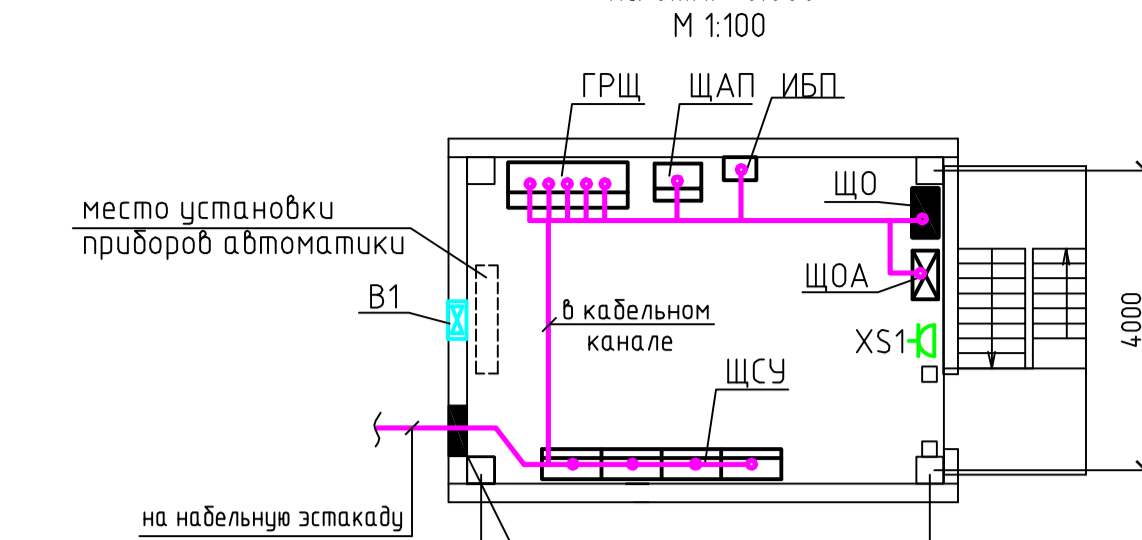 М 1:100
ГРЩ
ЩАП
ИБП
ЩО
место установки
приборов автоматики
ЩОА
В1
в кабельном
канале
XS1
4000
ЩСУ
на набельную эстакаду